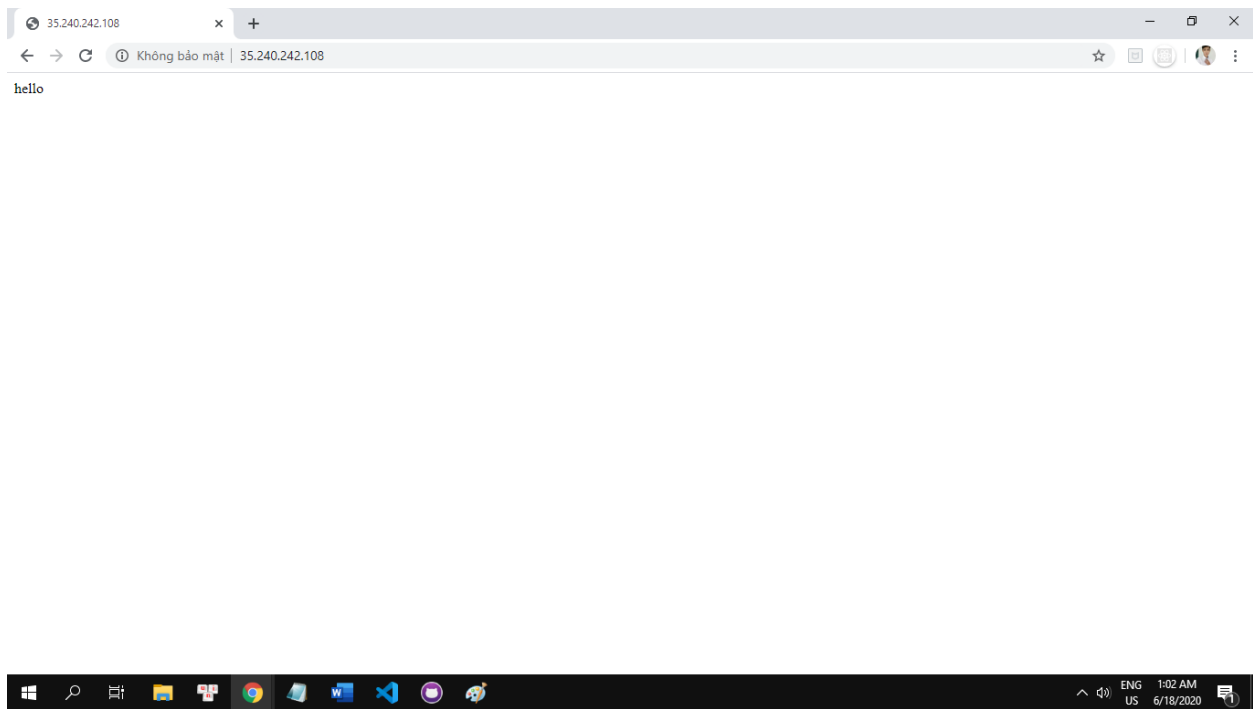 35.240.242.108
Không bảo mật 35.240.242.108
hello
ENG 1:02 AM
US 6/18/2020
1